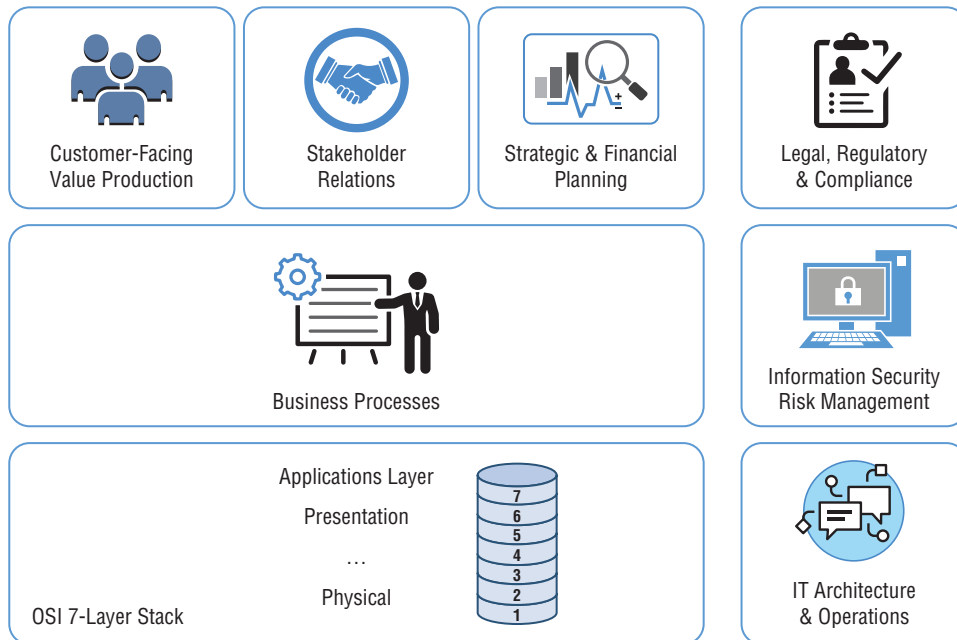 Customer-Facing
Value Production
Stakeholder
Relations
Strategic & Financial
Planning
+
−
Legal, Regulatory
& Compliance
Business Processes
Information Security
Risk Management
Applications Layer
Presentation
...
Physical
OSI 7-Layer Stack
7
6
5
4
3
2
1
IT Architecture
& Operations